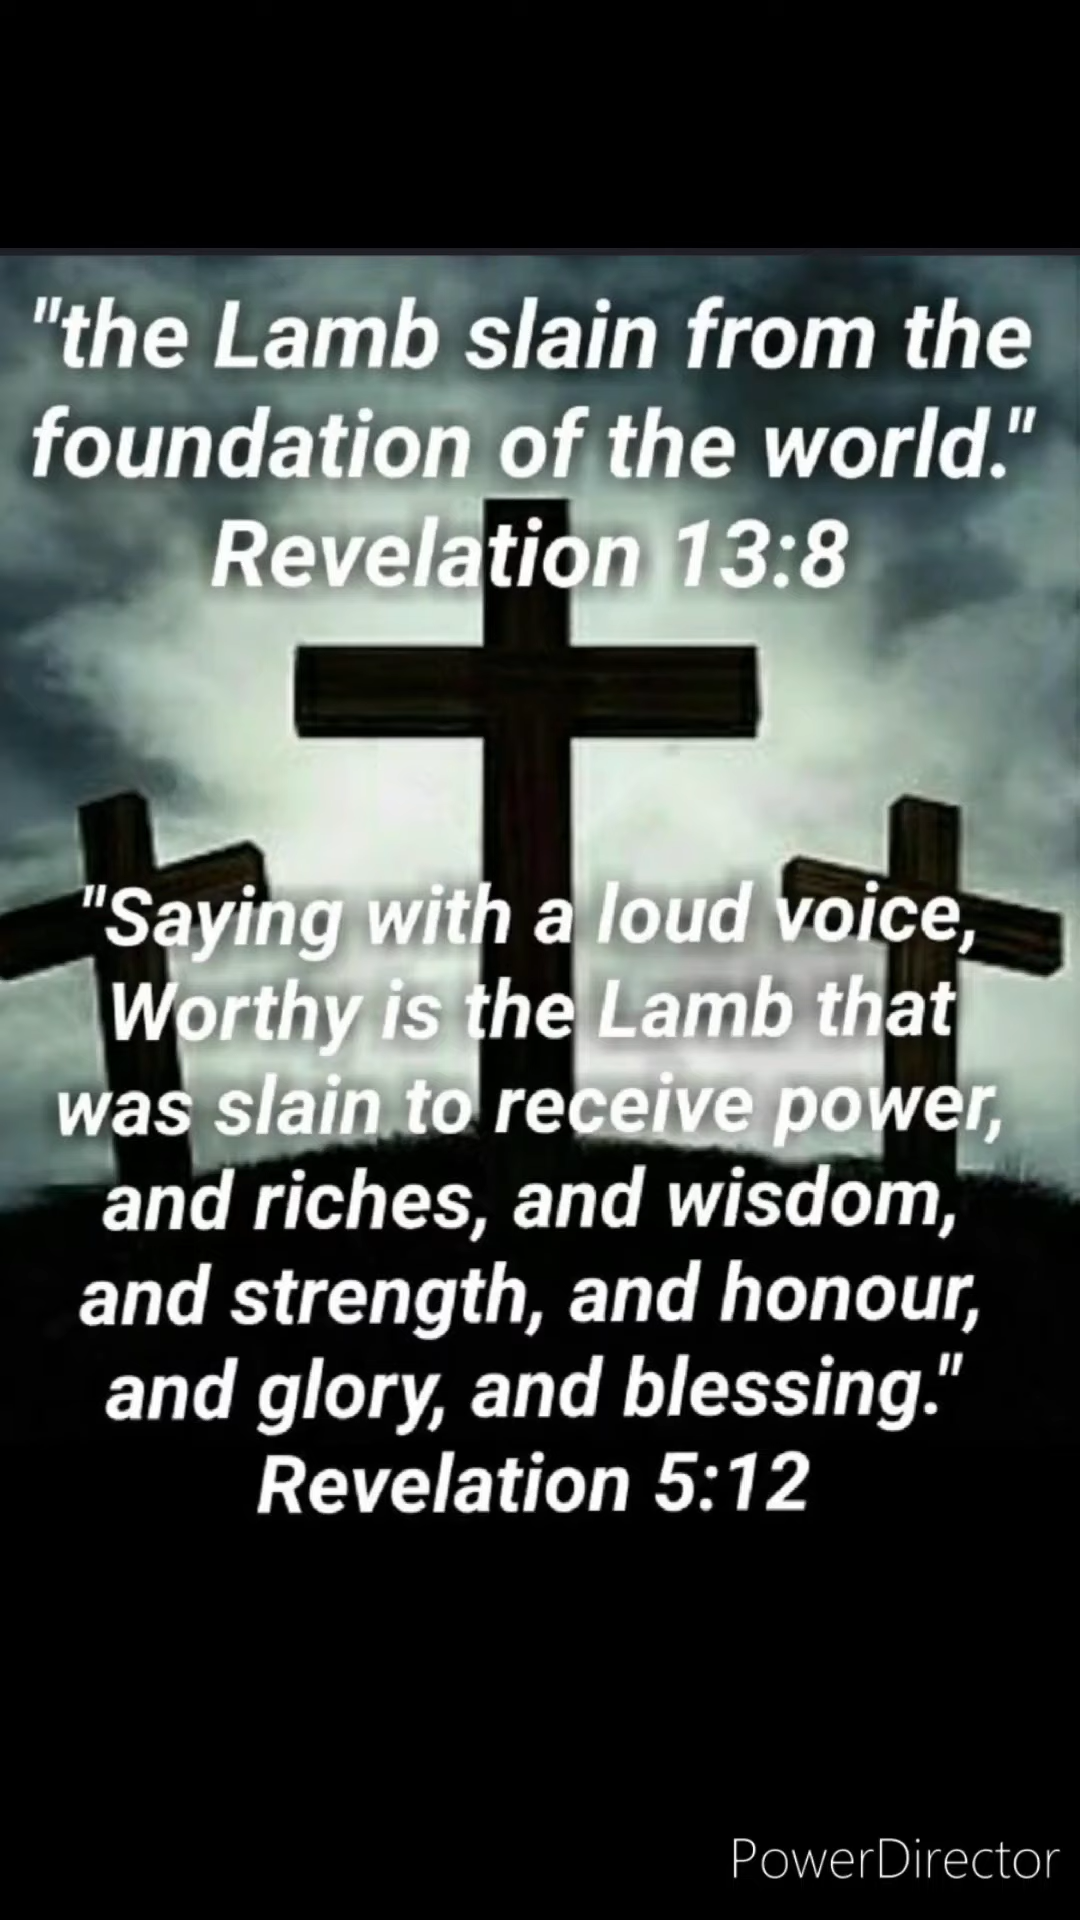 "the Lamb slain from the
foundation of the world."
Revelation 13:8
"Saying with a loud voice,
Worthy is the Lamb that
was slain to receive power,
and riches, and wisdom,
and strength, and honour,
and glory, and blessing."
Revelation 5:12
PowerDirector